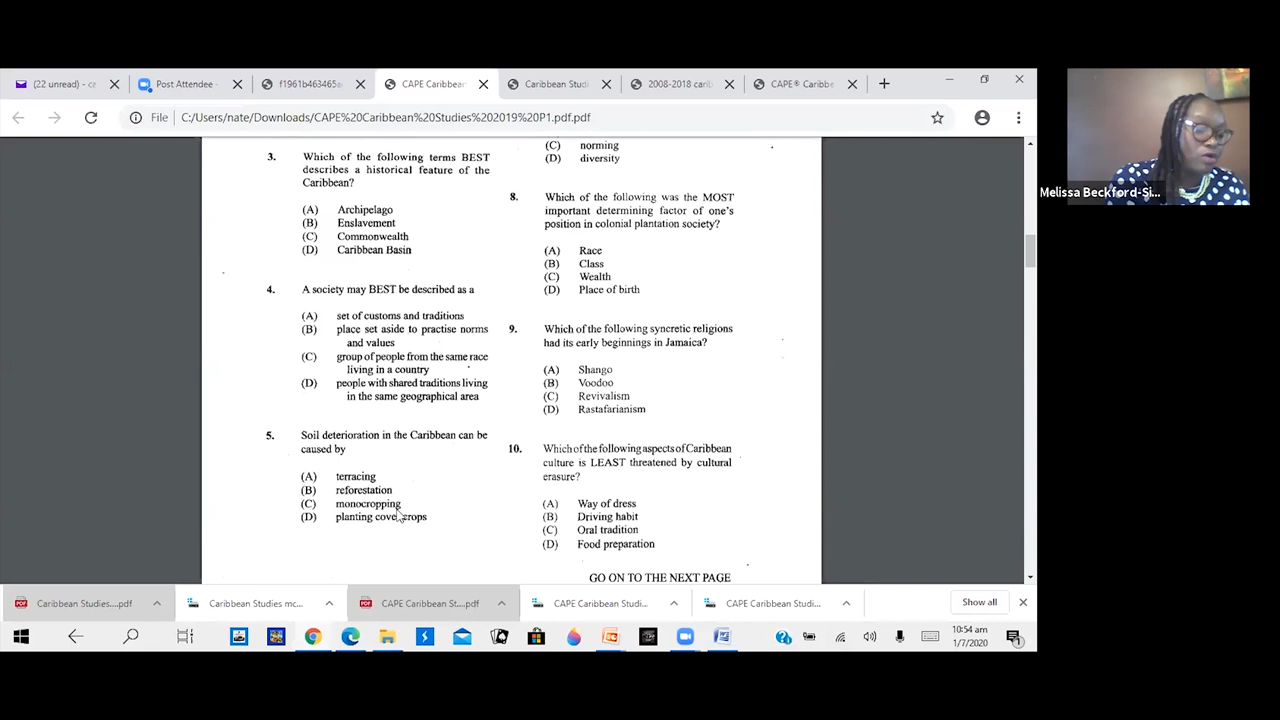 (22 unread) - ca
Post Attendee -
f1961b463465a
CAPE Caribbean
Caribbean Studi
2008-2018 carib
CAPE® Caribbe
File
C:/Users/nate/Downloads/CAPE%20Caribbean%20Studies%202019%20P1.pdf.pdf
3. Which of the following terms BEST
describes a historical feature of the
Caribbean?
(A) Archipelago
(B) Enslavement
(C) Commonwealth
(D) Caribbean Basin
4. A society may BEST be described as a
(A) set of customs and traditions
(B) place set aside to practise norms
and values
(C) group of people from the same race
living in a country
(D) people with shared traditions living
in the same geographical area
5. Soil deterioration in the Caribbean can be
caused by
(A) terracing
(B) reforestation
(C) monocropping
(D) planting cover crops
(C) norming
(D) diversity
8. Which of the following was the MOST
important determining factor of one's
position in colonial plantation society?
(A) Race
(B) Class
(C) Wealth
(D) Place of birth
9. Which of the following syncretic religions
had its early beginnings in Jamaica?
(A) Shango
(B) Voodoo
(C) Revivalism
(D) Rastafarianism
10. Which of the following aspects of Caribbean
culture is LEAST threatened by cultural
erasure?
(A) Way of dress
(B) Driving habit
(C) Oral tradition
(D) Food preparation
GO ON TO THE NEXT PAGE
Melissa Beckford-Si...
Caribbean Studies....pdf
Caribbean Studies mc...
CAPE Caribbean St....pdf
CAPE Caribbean Studi...
CAPE Caribbean Studi...
Show all
10:54 am
1/7/2020